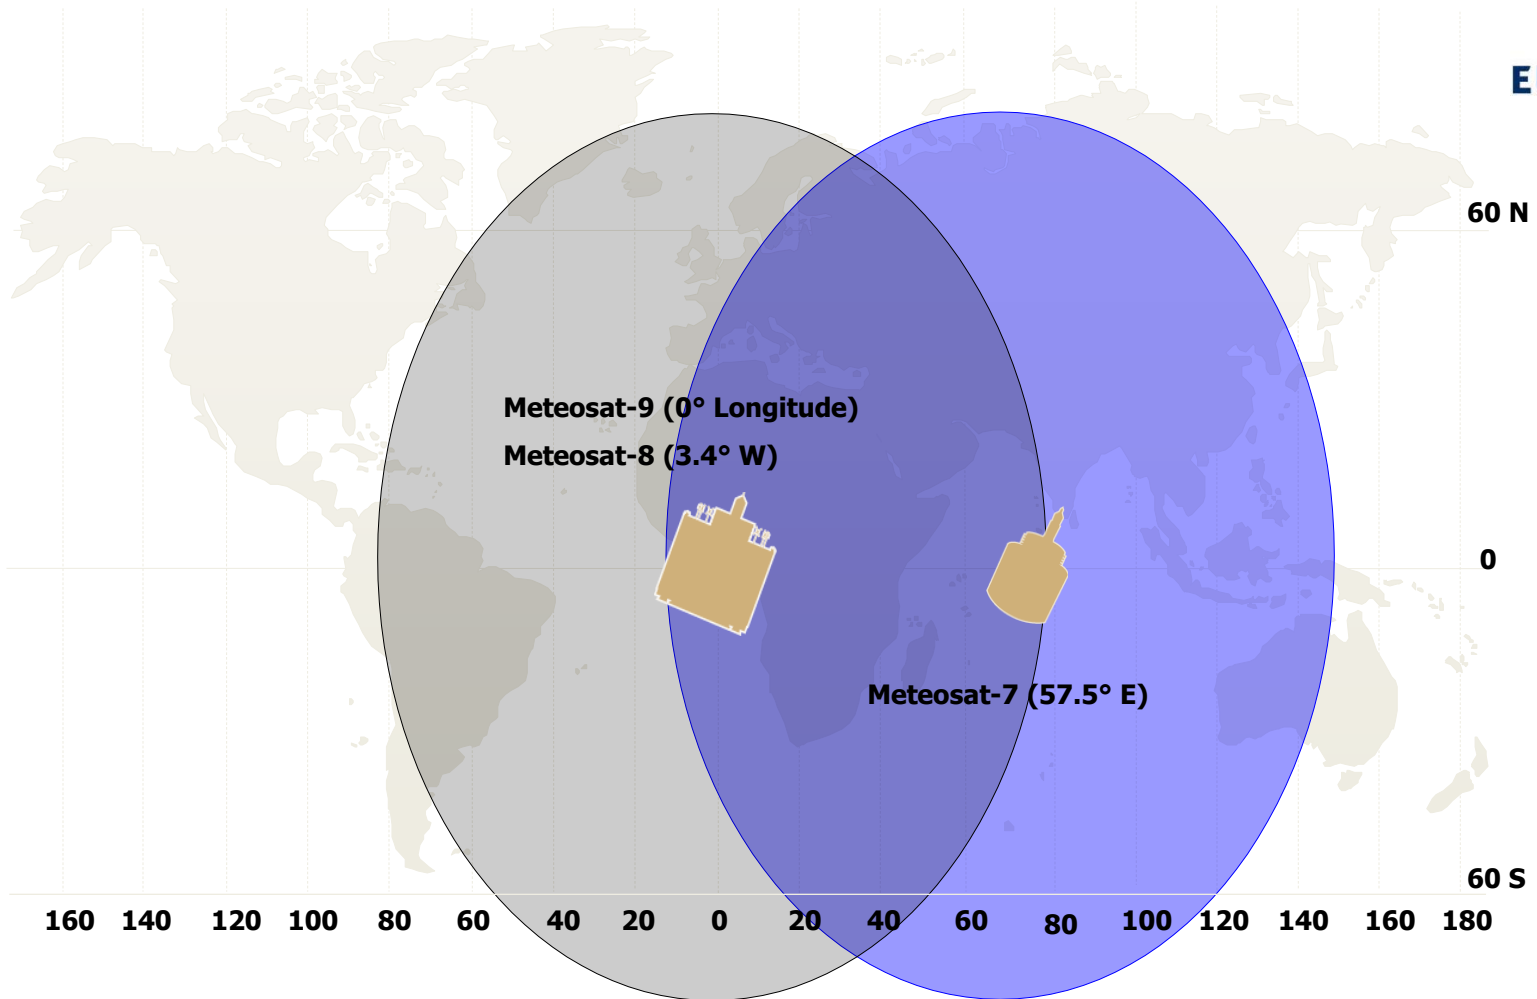 E
60 N
Meteosat-9 (0° Longitude)
Meteosat-8 (3.4° W)
0
Meteosat-7 (57.5° E)
60 S
160 140 120 100 80 60 40 20 0 20 40 60 80 100 120 140 160 180